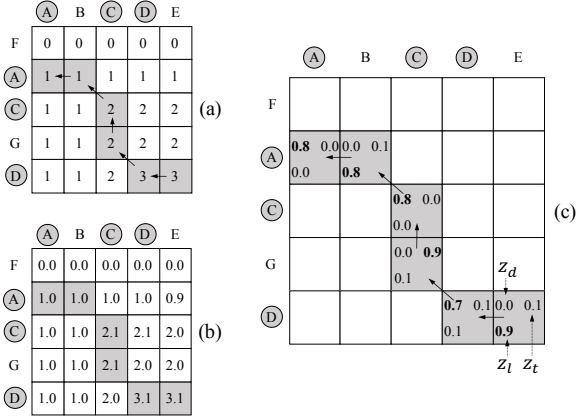 A B C D E
F 0 0 0 0 0
A 1 1 1 1 1
C 1 1 2 2 2
G 1 1 2 2 2
D 1 1 2 3 3
(a)
A B C D E
F 0.0 0.0 0.0 0.0 0.0
A 1.0 1.0 1.0 1.0 0.9
C 1.0 1.0 2.1 2.1 2.0
G 1.0 1.0 2.1 2.0 2.0
D 1.0 1.0 2.0 3.1 3.1
(b)
A B C D E
F
A 0.8 0.0 0.0 0.1
0.0 0.8
C 0.8 0.0
0.0
G 0.0 0.9
0.1
z_d
D 0.7 0.1 0.0 0.1
0.1 0.9
z_l z_t
(c)